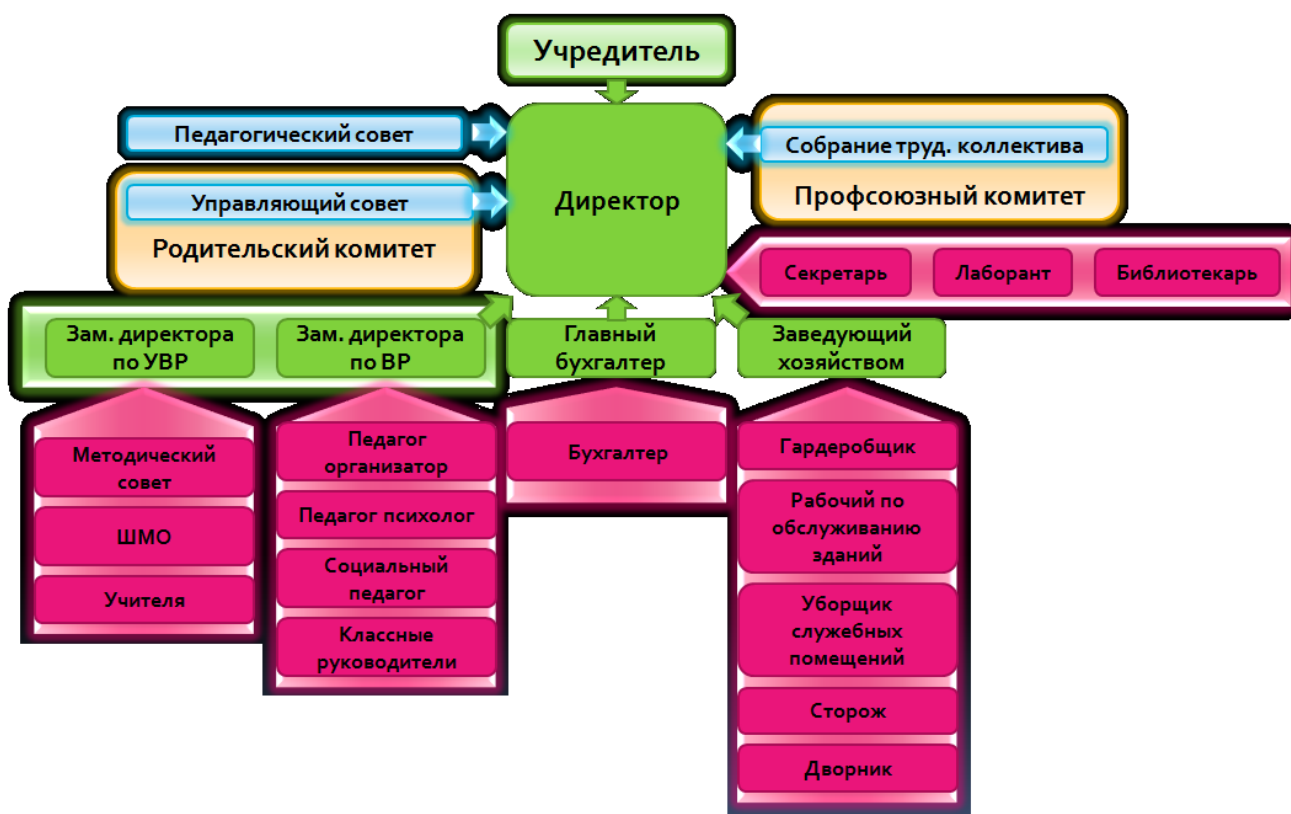 Учредитель
Педагогический совет
Управляющий совет
Родительский комитет
Директор
Собрание труд. коллектива
Профсоюзный комитет
Секретарь
Лаборант
Библиотекарь
Зам. директора
по УВР
Зам. директора
по ВР
Главный
бухгалтер
Заведующий
хозяйством
Методический
совет
ШМО
Учителя
Педагог
организатор
Педагог психолог
Социальный
педагог
Классные
руководители
Бухгалтер
Гардеробщик
Рабочий по
обслуживанию
зданий
Уборщик
служебных
помещений
Сторож
Дворник